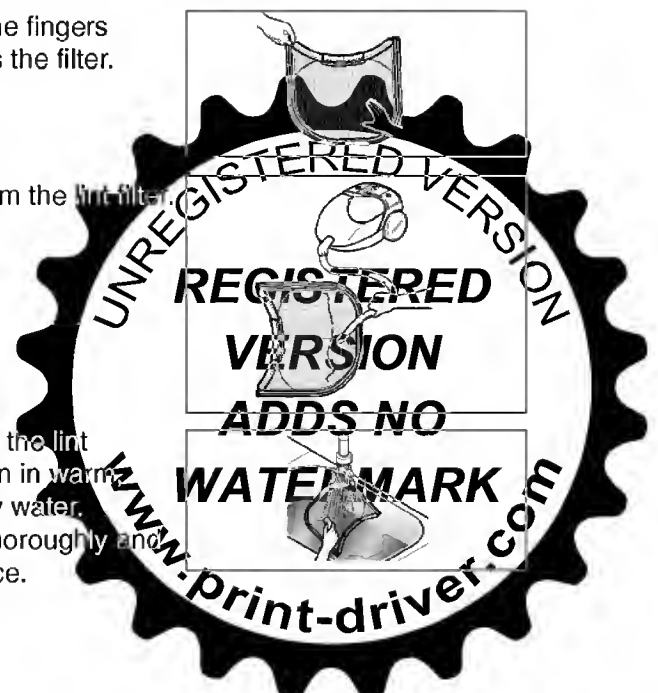 ne fingers
s the filter.
UNREGISTERED VERSION
m the lint filter.
REGISTERED
VERSION
ADDS NO
WATERMARK
the lint
n in warm,
y water.
horoughly and
ce.
www.print-driver.com